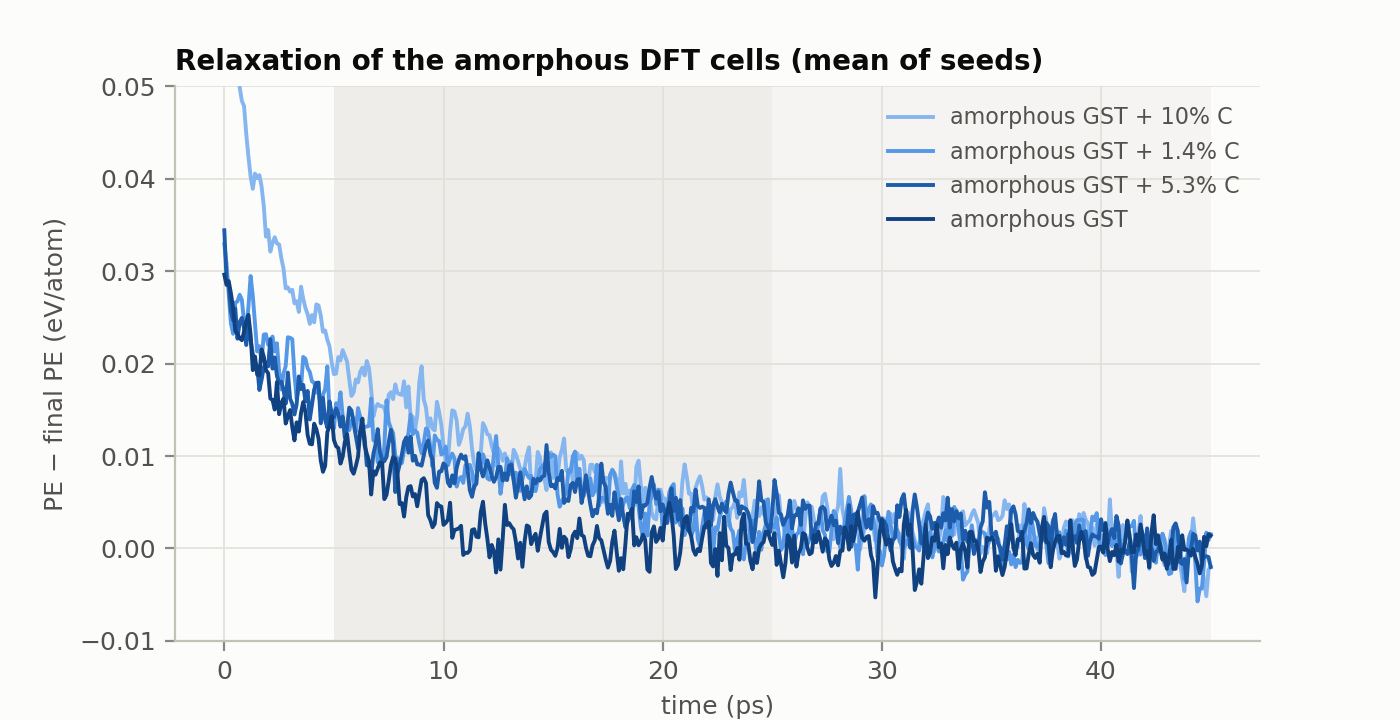 Relaxation of the amorphous DFT cells (mean of seeds)
0.05
0.04
0.03
0.02
0.01
0.00
−0.01
PE − final PE (eV/atom)
amorphous GST + 10% C
amorphous GST + 1.4% C
amorphous GST + 5.3% C
amorphous GST
0
10
20
30
40
time (ps)